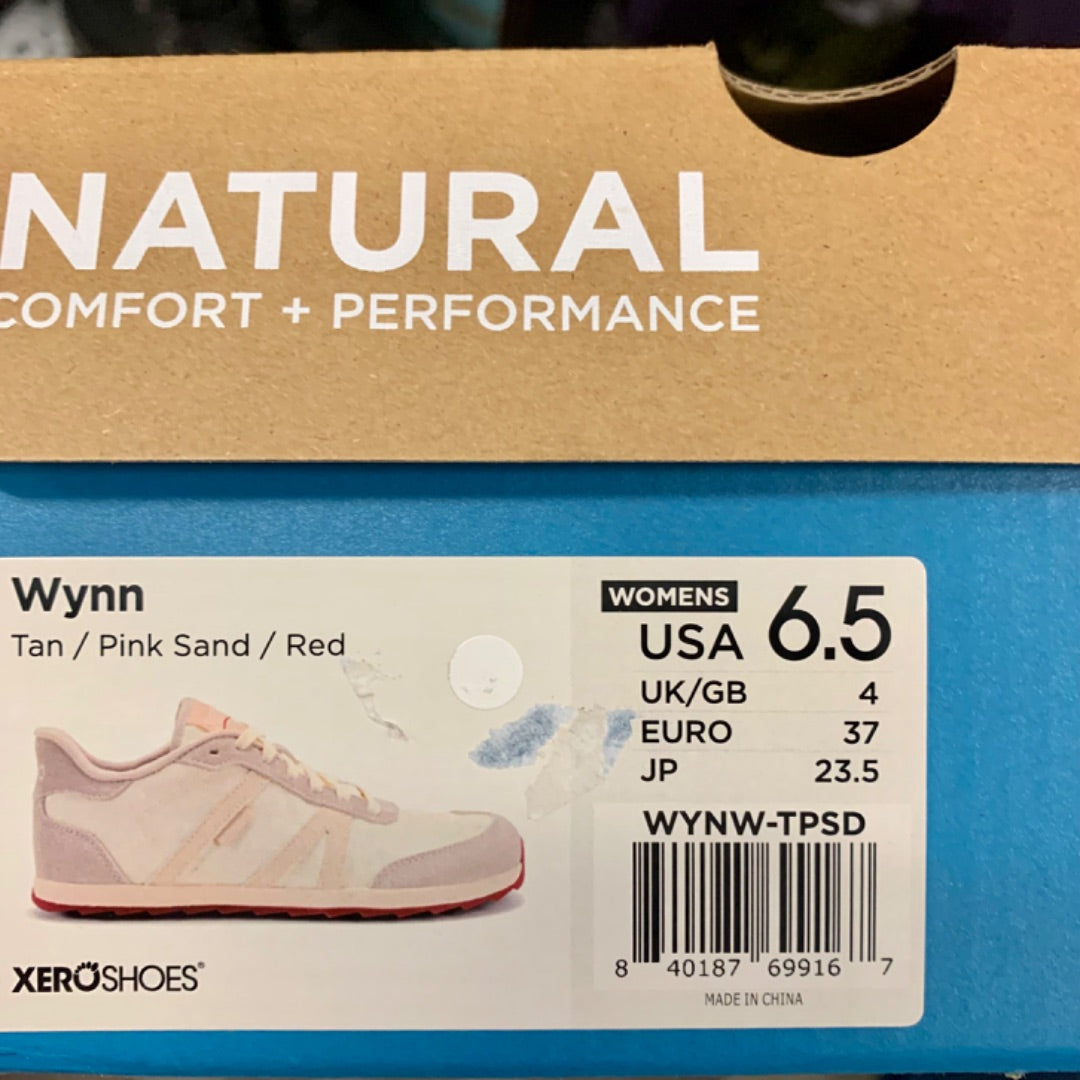 NATURAL
COMFORT + PERFORMANCE
Wynn
Tan / Pink Sand / Red
WOMENS
USA 6.5
UK/GB 4
EURO 37
JP 23.5
WYNW-TPSD
8 40187 69916 7
MADE IN CHINA
XEROSHOES®